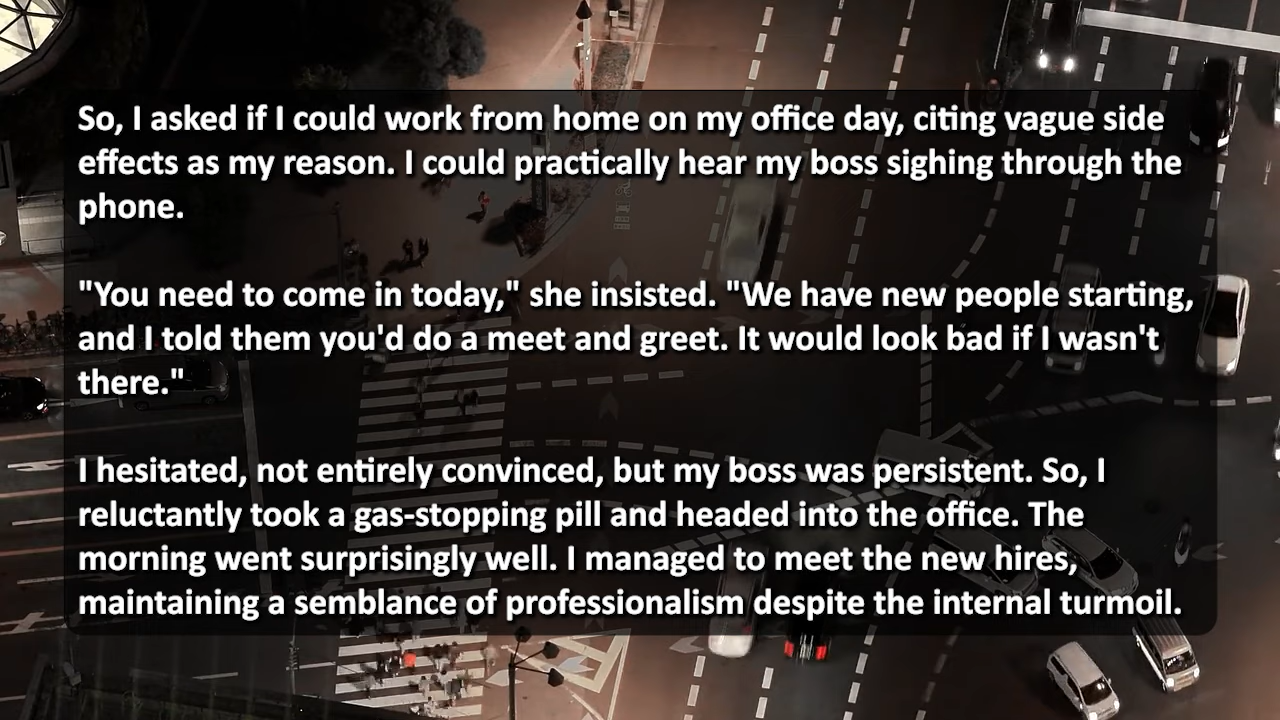 So, I asked if I could work from home on my office day, citing vague side
effects as my reason. I could practically hear my boss sighing through the
phone.
"You need to come in today," she insisted. "We have new people starting,
and I told them you'd do a meet and greet. It would look bad if I wasn't
there."
I hesitated, not entirely convinced, but my boss was persistent. So, I
reluctantly took a gas-stopping pill and headed into the office. The
morning went surprisingly well. I managed to meet the new hires,
maintaining a semblance of professionalism despite the internal turmoil.